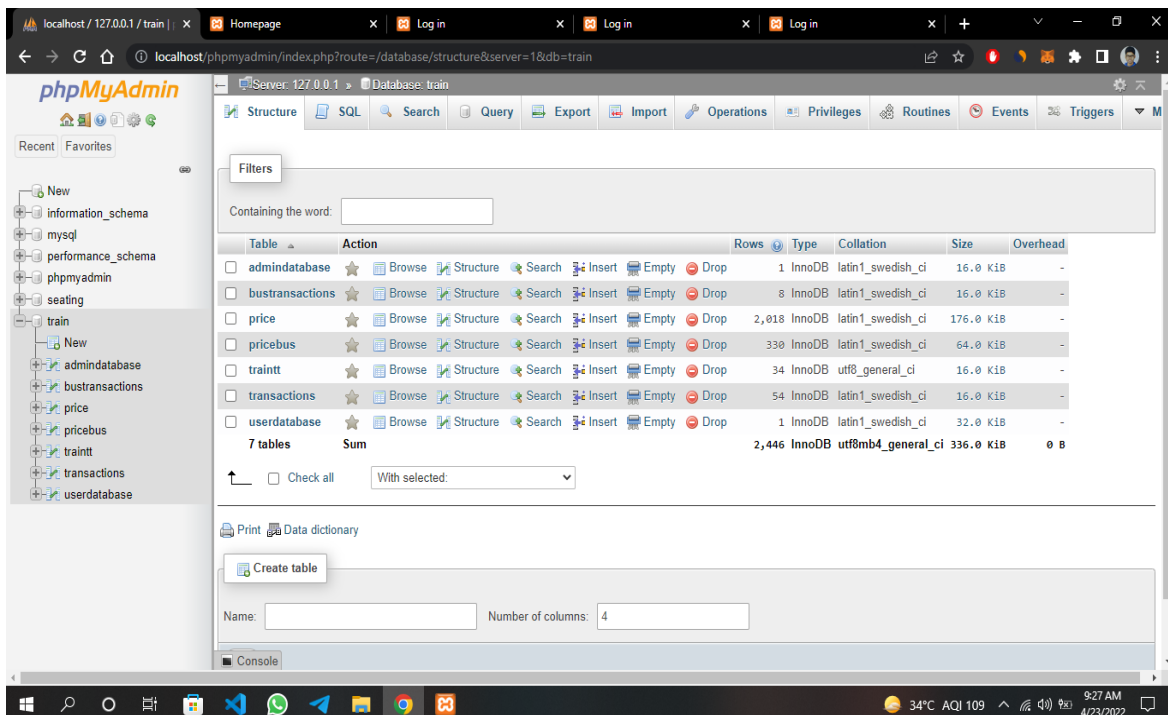 localhost / 127.0.0.1 / train | Homepage Log in Log in Log in
localhost/phpmyadmin/index.php?route=/database/structure&server=1&db=train
phpMyAdmin
Recent Favorites
New
information_schema
mysql
performance_schema
phpmyadmin
seating
train
New
admindatabase
bustransactions
price
pricebus
traintt
transactions
userdatabase
Server: 127.0.0.1 » Database: train
Structure SQL Search Query Export Import Operations Privileges Routines Events Triggers M
Filters
Containing the word:
Table Action Rows Type Collation Size Overhead
admindatabase Browse Structure Search Insert Empty Drop 1 InnoDB latin1_swedish_ci 16.0 KiB -
bustransactions Browse Structure Search Insert Empty Drop 8 InnoDB latin1_swedish_ci 16.0 KiB -
price Browse Structure Search Insert Empty Drop 2,018 InnoDB latin1_swedish_ci 176.0 KiB -
pricebus Browse Structure Search Insert Empty Drop 330 InnoDB latin1_swedish_ci 64.0 KiB -
traintt Browse Structure Search Insert Empty Drop 34 InnoDB utf8_general_ci 16.0 KiB -
transactions Browse Structure Search Insert Empty Drop 54 InnoDB latin1_swedish_ci 16.0 KiB -
userdatabase Browse Structure Search Insert Empty Drop 1 InnoDB latin1_swedish_ci 32.0 KiB -
7 tables Sum 2,446 InnoDB utf8mb4_general_ci 336.0 KiB 0 B
Check all With selected:
Print Data dictionary
Create table
Name: Number of columns: 4
Console
34°C AQI 109 9:27 AM
4/23/2022